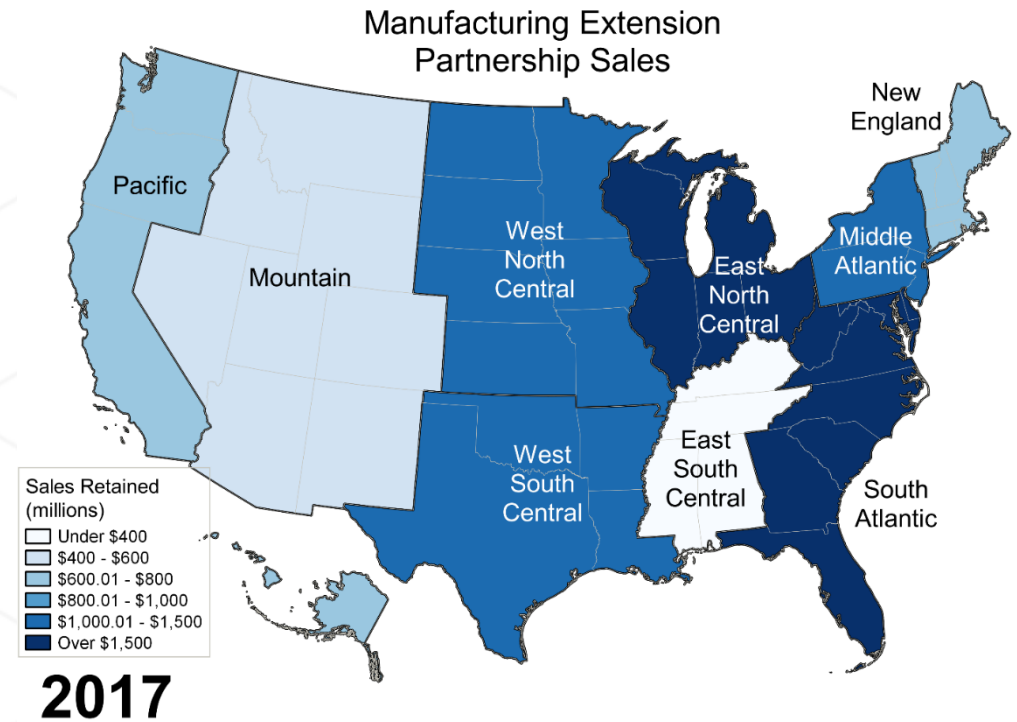 Manufacturing Extension
Partnership Sales
New
England
Pacific
Mountain
West
North
Central
East
North
Central
Middle
Atlantic
West
South
Central
East
South
Central
South
Atlantic
Sales Retained
(millions)
Under $400
$400 - $600
$600.01 - $800
$800.01 - $1,000
$1,000.01 - $1,500
Over $1,500
2017